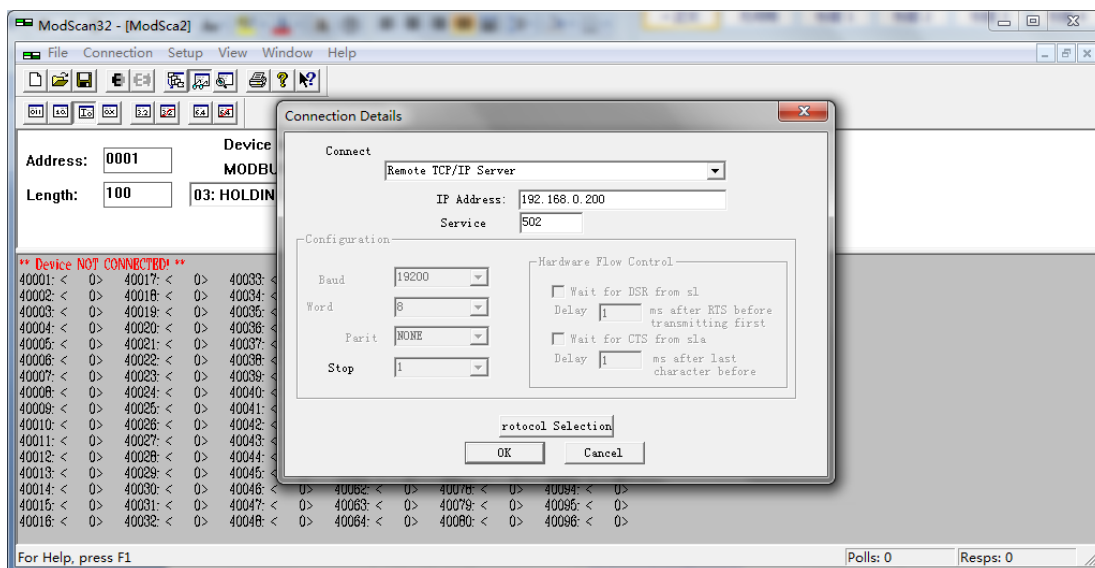 ModScan32 - [ModSca2]
File Connection Setup View Window Help
Address: 0001
Device
MODBU
Length: 100
03: HOLDIN
Connection Details
Connect
Remote TCP/IP Server
IP Address: 192.168.0.200
Service 502
Configuration
Baud 19200
Word 8
Parit NONE
Stop 1
Hardware Flow Control
Wait for DSR from sl
Delay 1 ms after RTS before
transmitting first
Wait for CTS from sla
Delay 1 ms after last
character before
rotocol Selection
OK Cancel
** Device NOT CONNECTED! **
40001: < 0> 40017: < 0> 40033: <
40002: < 0> 40018: < 0> 40034: <
40003: < 0> 40019: < 0> 40035: <
40004: < 0> 40020: < 0> 40036: <
40005: < 0> 40021: < 0> 40037: <
40006: < 0> 40022: < 0> 40038: <
40007: < 0> 40023: < 0> 40039: <
40008: < 0> 40024: < 0> 40040: <
40009: < 0> 40025: < 0> 40041: <
40010: < 0> 40026: < 0> 40042: <
40011: < 0> 40027: < 0> 40043: <
40012: < 0> 40028: < 0> 40044: <
40013: < 0> 40029: < 0> 40045: <
40014: < 0> 40030: < 0> 40046: < 0> 40062: < 0> 40078: < 0> 40094: < 0>
40015: < 0> 40031: < 0> 40047: < 0> 40063: < 0> 40079: < 0> 40095: < 0>
40016: < 0> 40032: < 0> 40048: < 0> 40064: < 0> 40080: < 0> 40096: < 0>
For Help, press F1
Polls: 0
Resps: 0